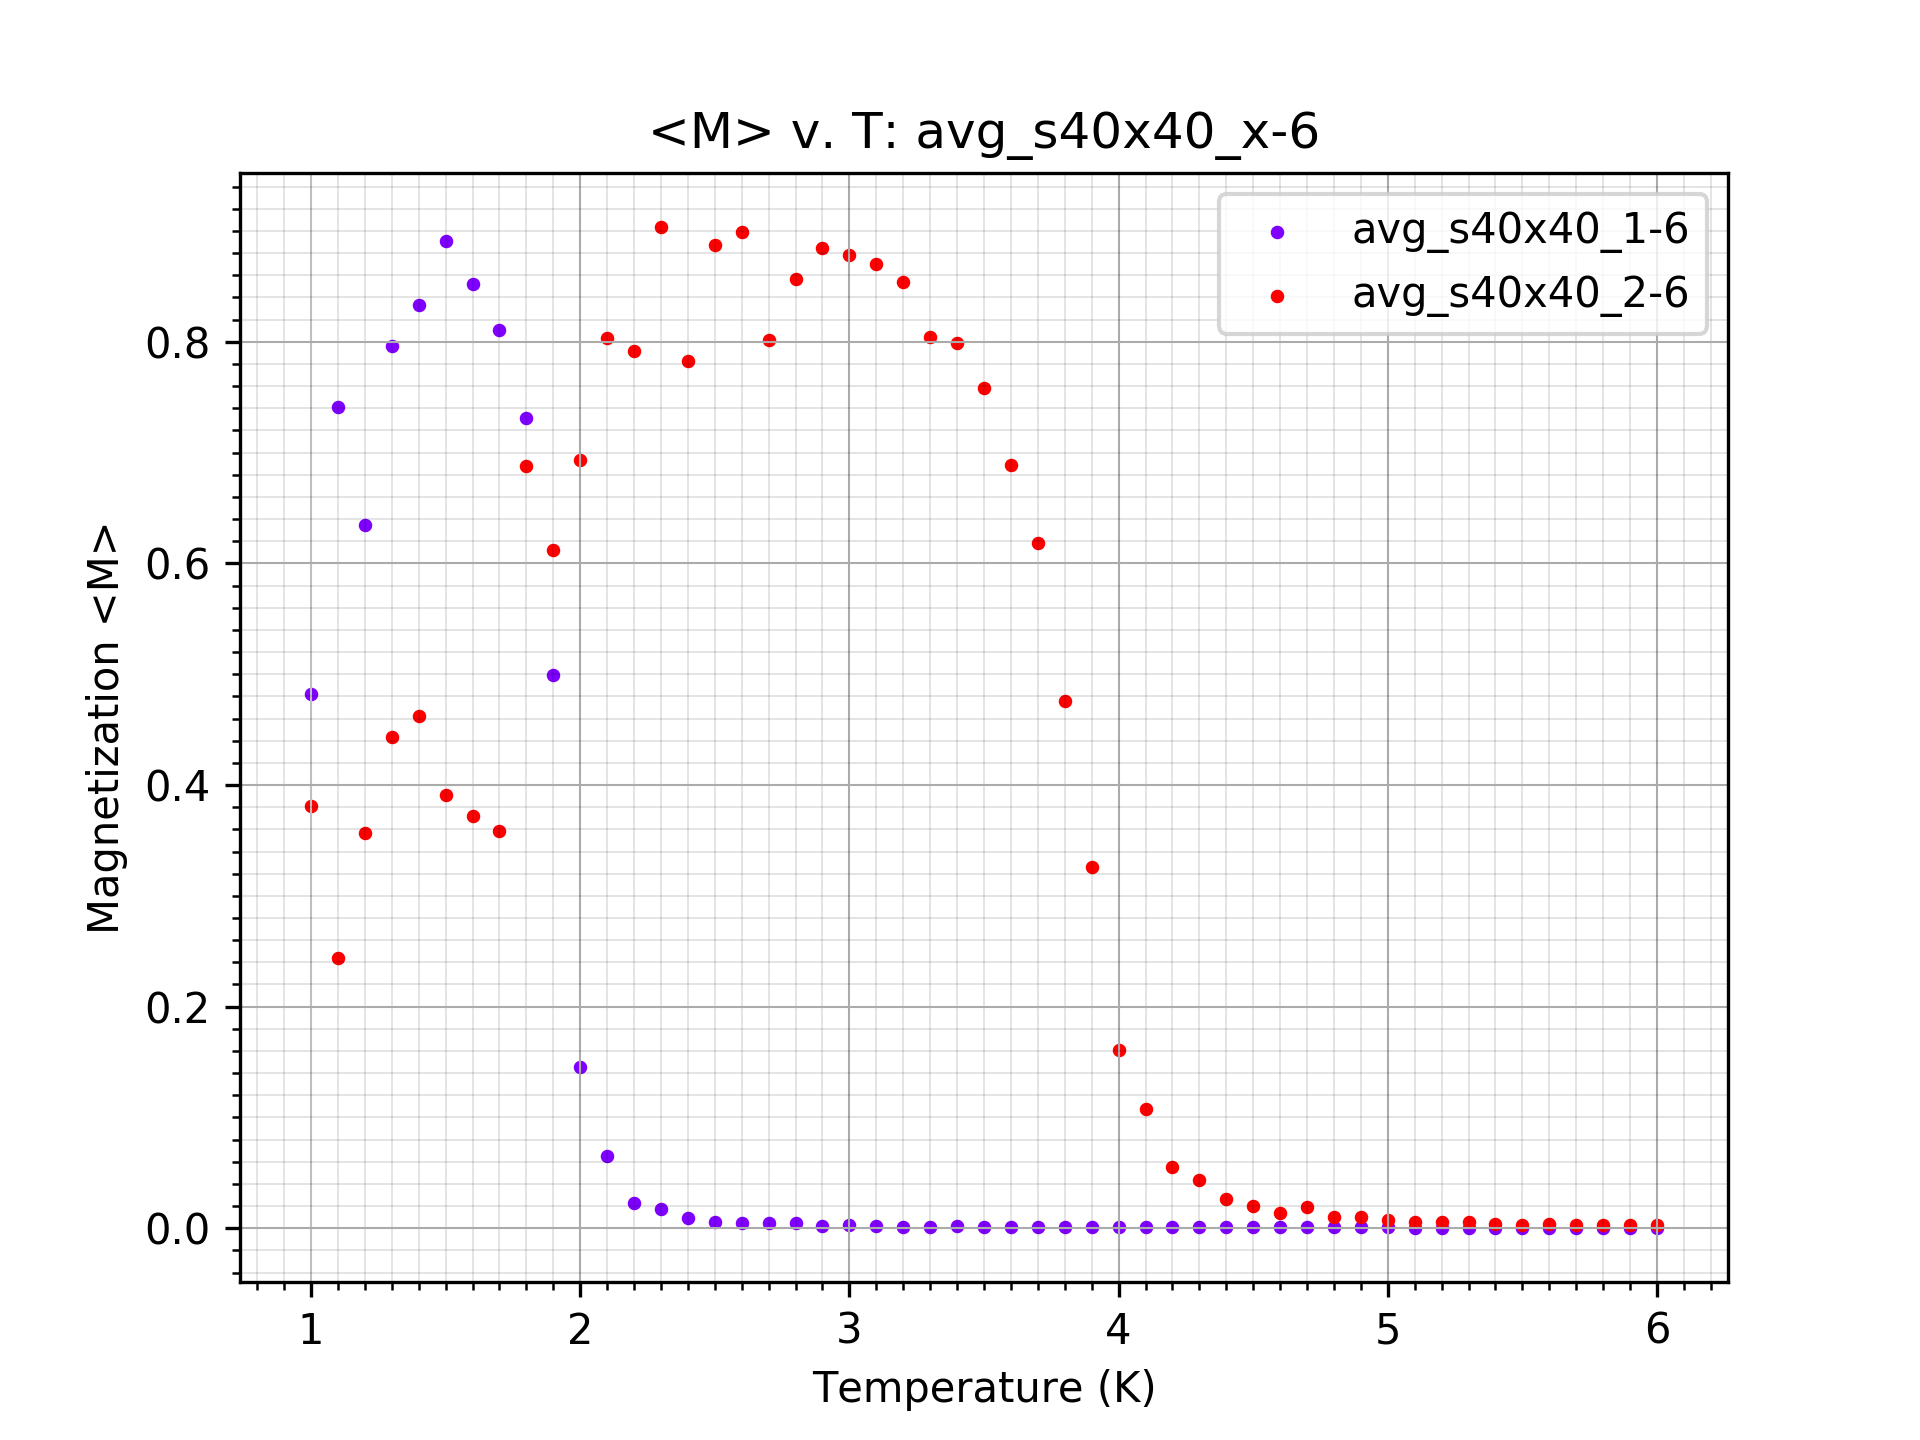 <M> v. T: avg_s40x40_x-6
avg_s40x40_1-6
avg_s40x40_2-6
Magnetization <M>
0.8
0.6
0.4
0.2
0.0
1 2 3 4 5 6
Temperature (K)